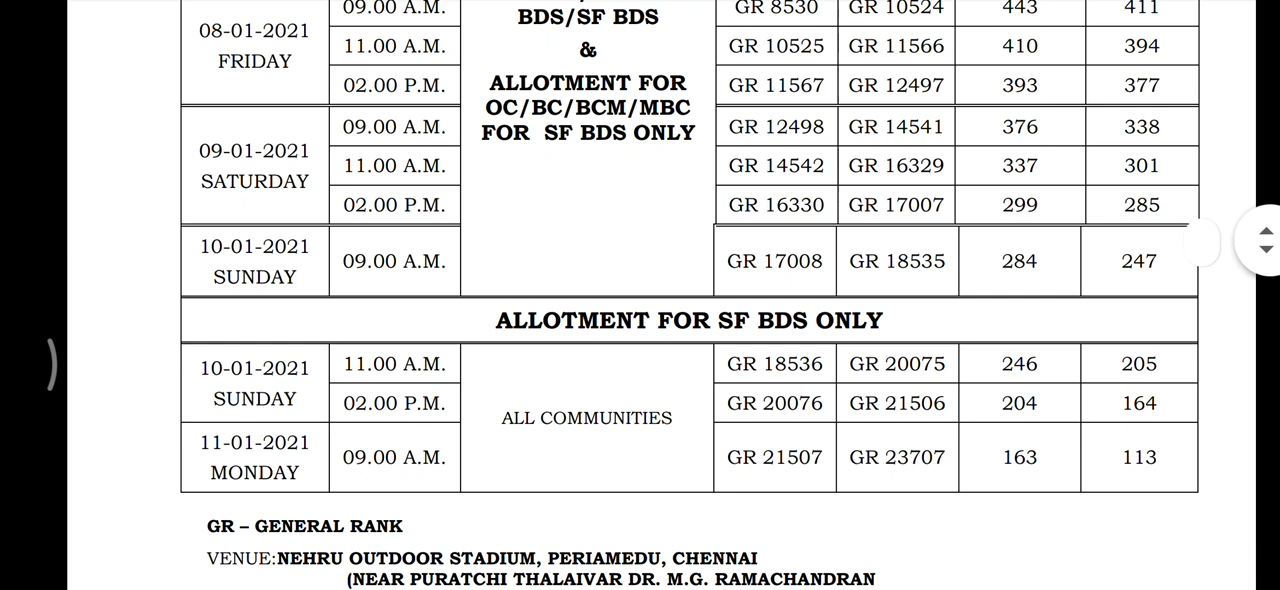 09.00 A.M. BDS/SF BDS GR 8530 GR 10524 443 411
08-01-2021 FRIDAY 11.00 A.M. & GR 10525 GR 11566 410 394
02.00 P.M. ALLOTMENT FOR GR 11567 GR 12497 393 377
OC/BC/BCM/MBC
09-01-2021 SATURDAY 09.00 A.M. FOR SF BDS ONLY GR 12498 GR 14541 376 338
11.00 A.M. GR 14542 GR 16329 337 301
02.00 P.M. GR 16330 GR 17007 299 285
10-01-2021 SUNDAY 09.00 A.M. GR 17008 GR 18535 284 247
ALLOTMENT FOR SF BDS ONLY
10-01-2021 SUNDAY 11.00 A.M. ALL COMMUNITIES GR 18536 GR 20075 246 205
02.00 P.M. GR 20076 GR 21506 204 164
11-01-2021 MONDAY 09.00 A.M. GR 21507 GR 23707 163 113
GR – GENERAL RANK
VENUE:NEHRU OUTDOOR STADIUM, PERIAMEDU, CHENNAI
(NEAR PURATCHI THALAIVAR DR. M.G. RAMACHANDRAN